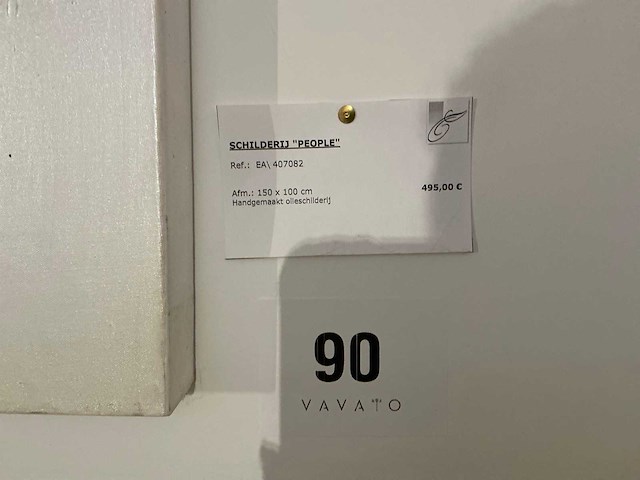 SCHILDERIJ "PEOPLE"
Ref.: EA\ 407082
495,00 €
Afm.: 150 x 100 cm
Handgemaakt olieschilderij
90
VAVATO